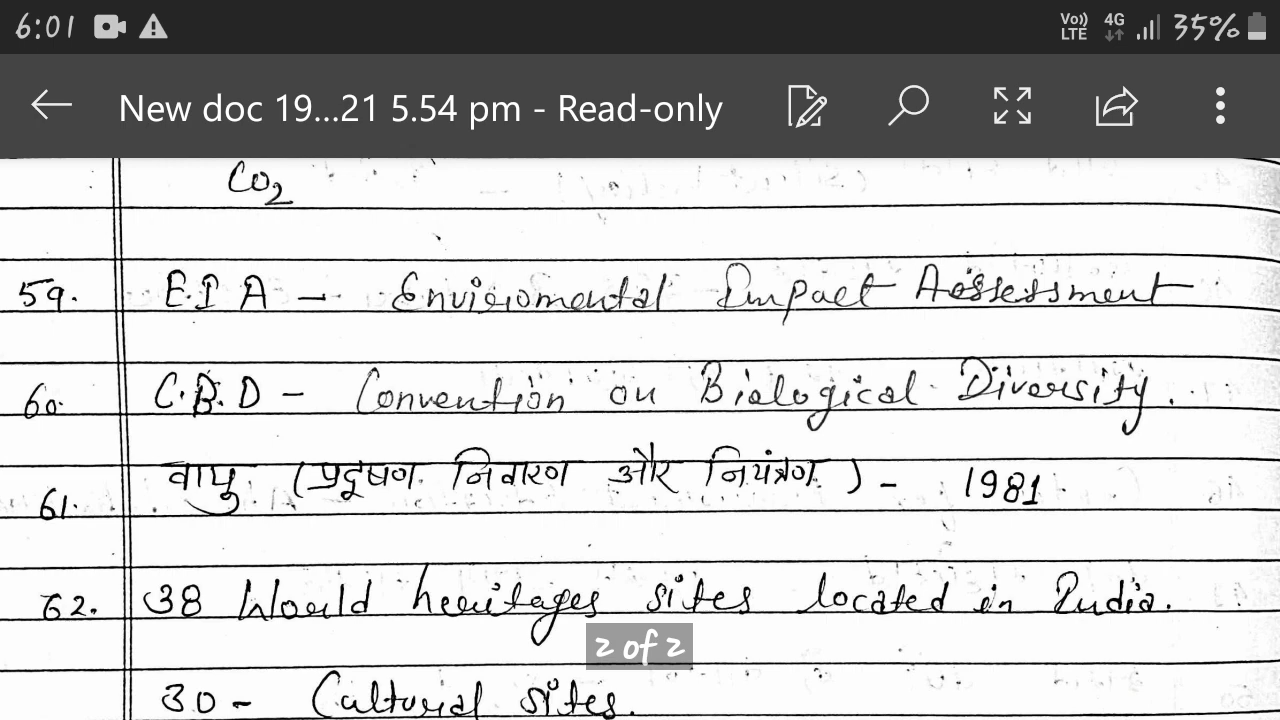 6:01 Vo)) LTE 4G 35%
New doc 19...21 5.54 pm - Read-only
CO2
59. E.I A - Enviromental Impact Assessment
60. C.B.D - Convention on Biological Diversity.
61. वायु (प्रदूषण निवारण और नियंत्रण) - 1981
62. 38 World heritages sites located in India.
2 of 2
30 - Cultural sites.